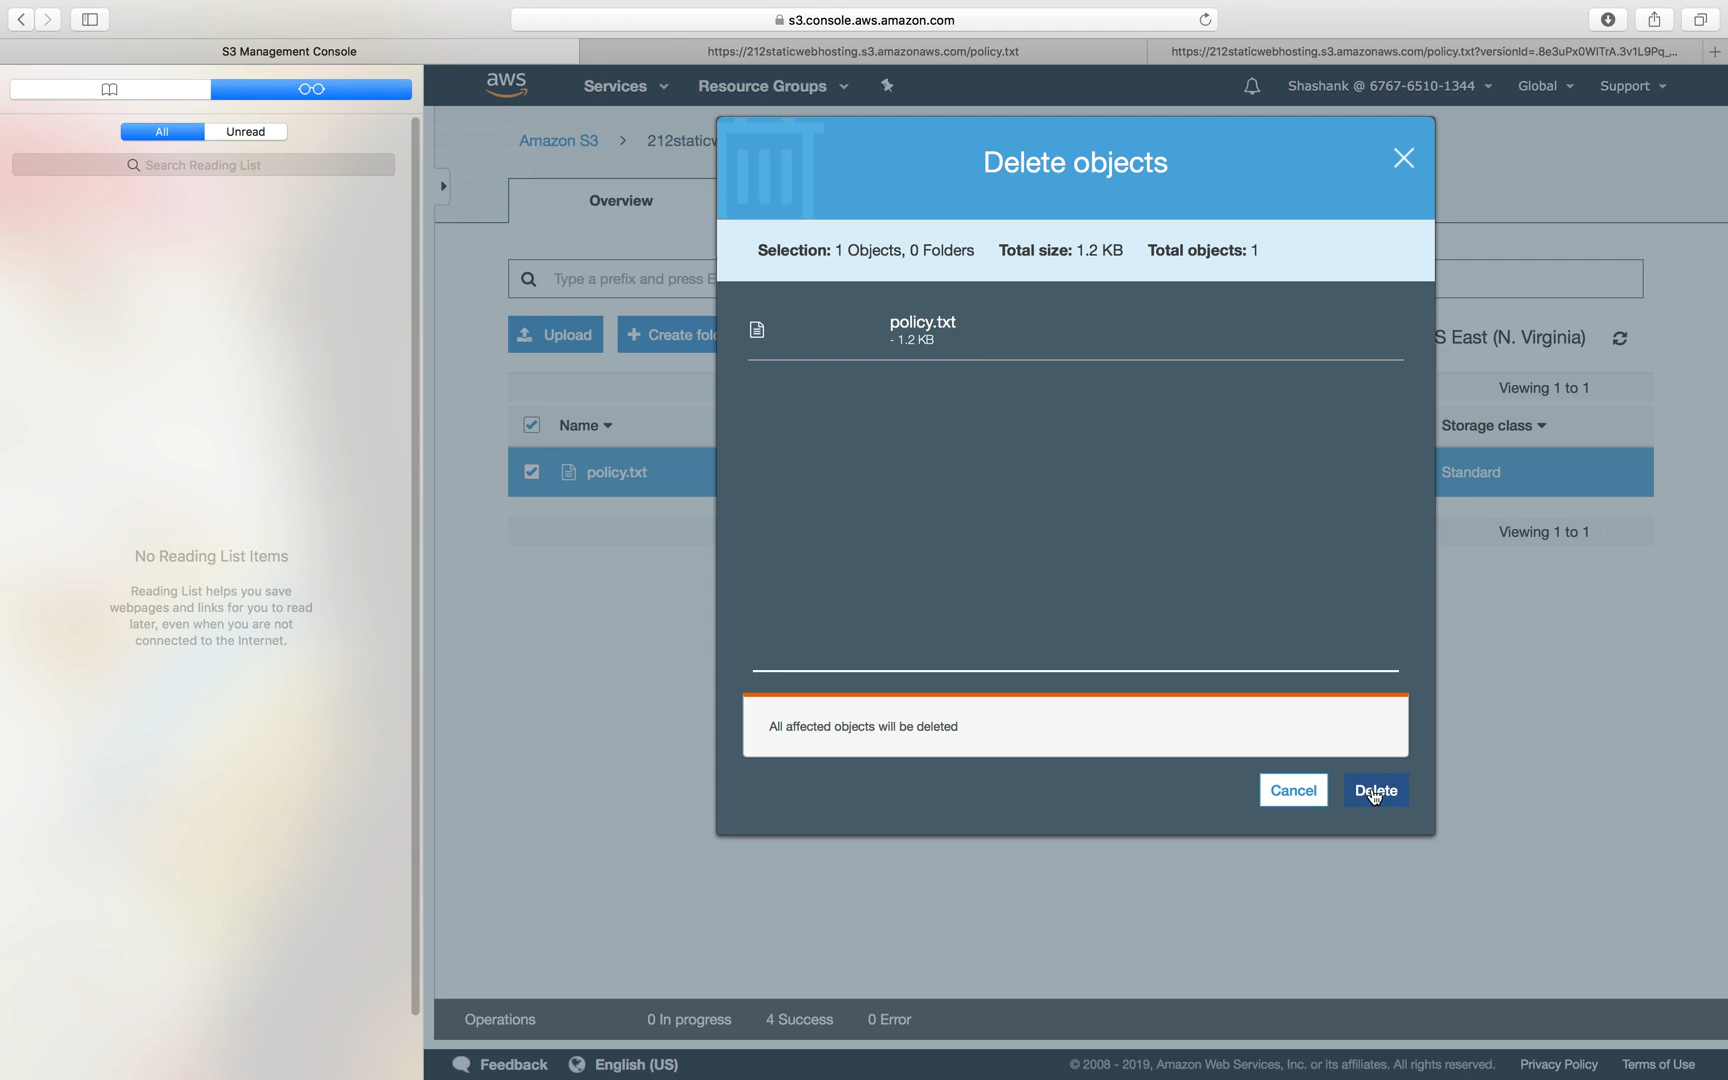 s3.console.aws.amazon.com
S3 Management Console
https://212staticwebhosting.s3.amazonaws.com/policy.txt
https://212staticwebhosting.s3.amazonaws.com/policy.txt?versionId=.8e3uPx0WlTrA.3v1L9Pq_...
aws
Services
Resource Groups
Shashank @ 6767-6510-1344
Global
Support
All
Unread
Search Reading List
No Reading List Items
Reading List helps you save
webpages and links for you to read
later, even when you are not
connected to the Internet.
Amazon S3 > 212staticw
Overview
Type a prefix and press E
Upload
+ Create fol
S East (N. Virginia)
Viewing 1 to 1
Name
Storage class
policy.txt
Standard
Viewing 1 to 1
Delete objects
Selection: 1 Objects, 0 Folders Total size: 1.2 KB Total objects: 1
policy.txt
- 1.2 KB
All affected objects will be deleted
Cancel
Delete
Operations
0 In progress
4 Success
0 Error
Feedback
English (US)
© 2008 - 2019, Amazon Web Services, Inc. or its affiliates. All rights reserved.
Privacy Policy
Terms of Use